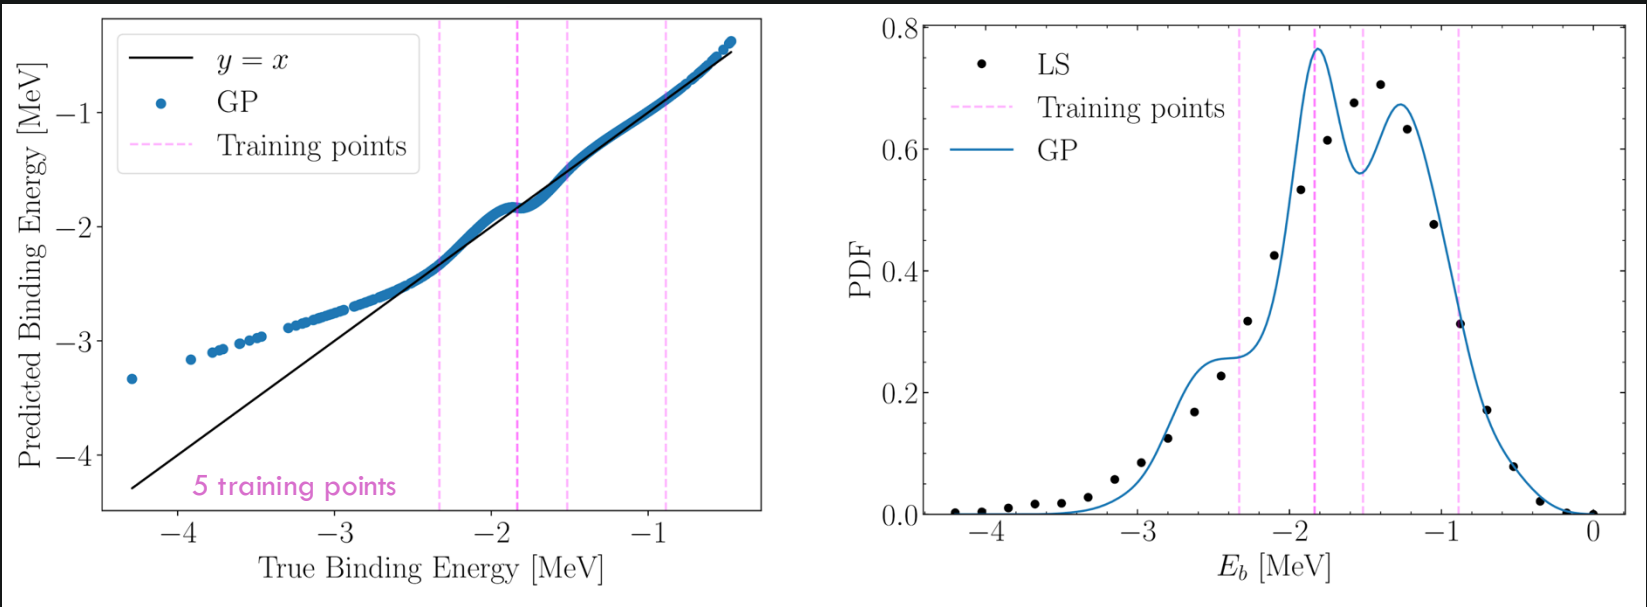 Predicted Binding Energy [MeV]
−1
−2
−3
−4
y = x
GP
Training points
5 training points
−4 −3 −2 −1
True Binding Energy [MeV]
PDF
0.8
0.6
0.4
0.2
0.0
LS
Training points
GP
−4 −3 −2 −1 0
E_b [MeV]